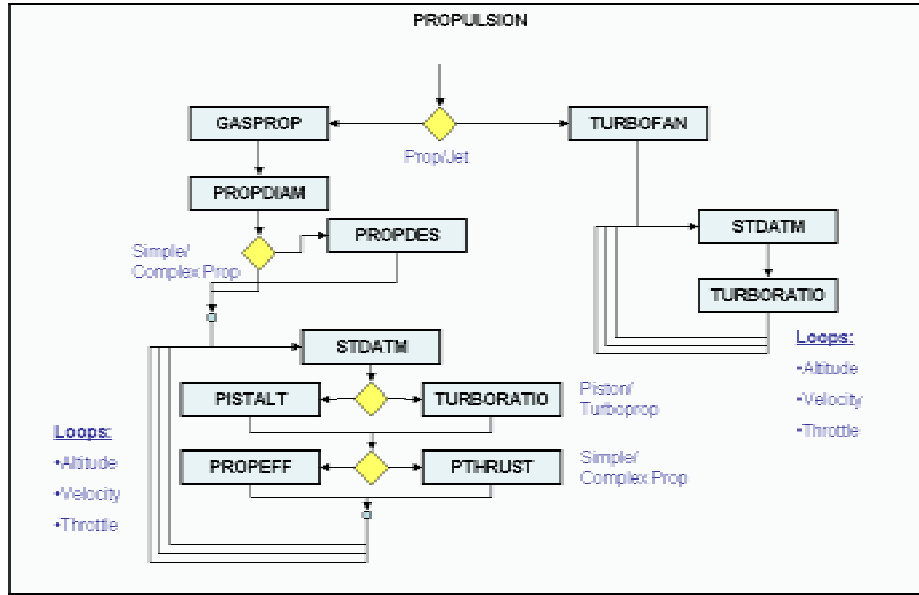 PROPULSION
GASPROP
TURBOFAN
Prop/Jet
PROPDIAM
PROPDES
STDATM
Simple/
Complex Prop
TURBORATIO
STDATM
Loops:
•Altitude
•Velocity
•Throttle
PISTALT
TURBORATIO
Piston/
Turboprop
Loops:
•Altitude
•Velocity
•Throttle
PROPEFF
PTHRUST
Simple/
Complex Prop